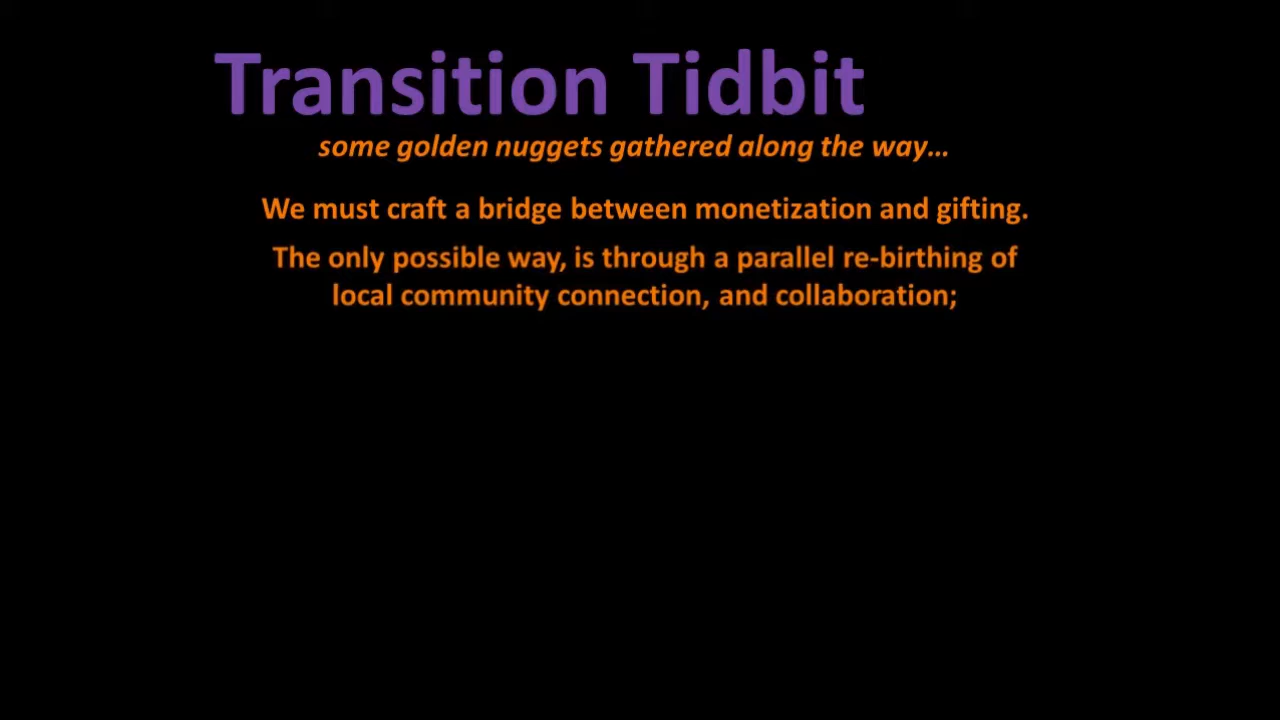 Transition Tidbit
some golden nuggets gathered along the way...
We must craft a bridge between monetization and gifting.
The only possible way, is through a parallel re-birthing of
local community connection, and collaboration;